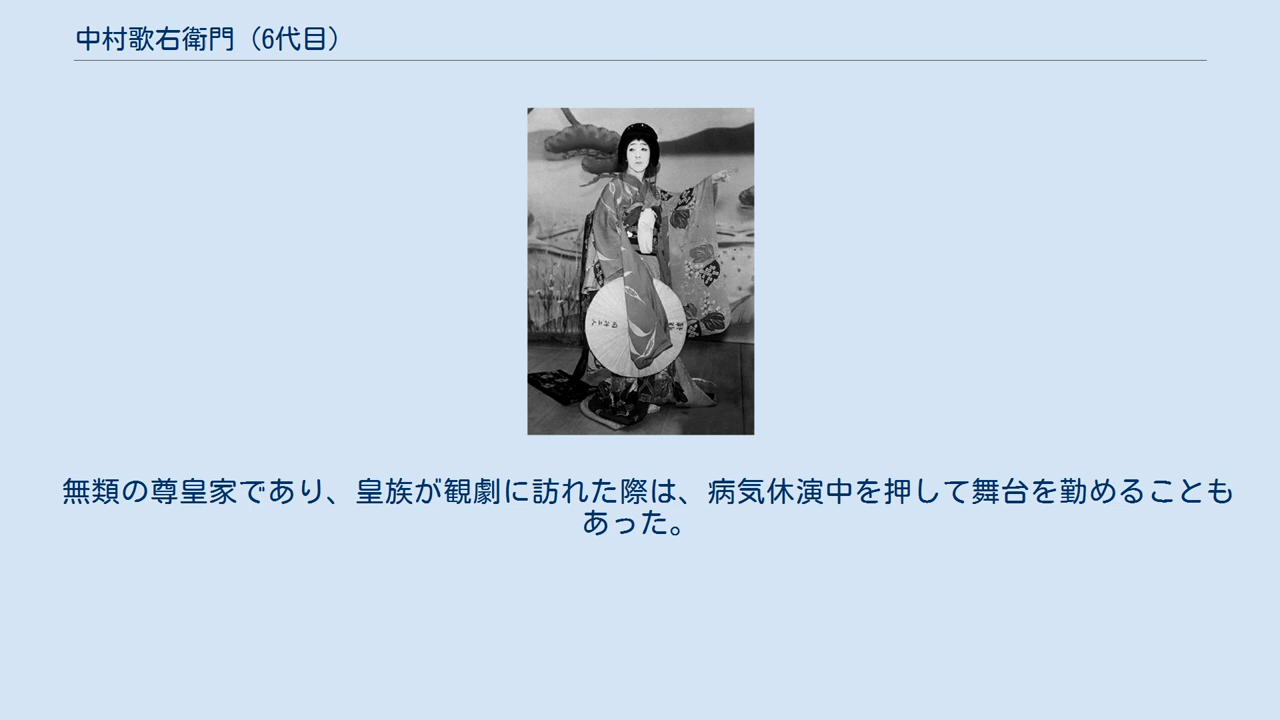 中村歌右衛門（6代目）
無類の尊皇家であり、皇族が観劇に訪れた際は、病気休演中を押して舞台を勤めることも
あった。